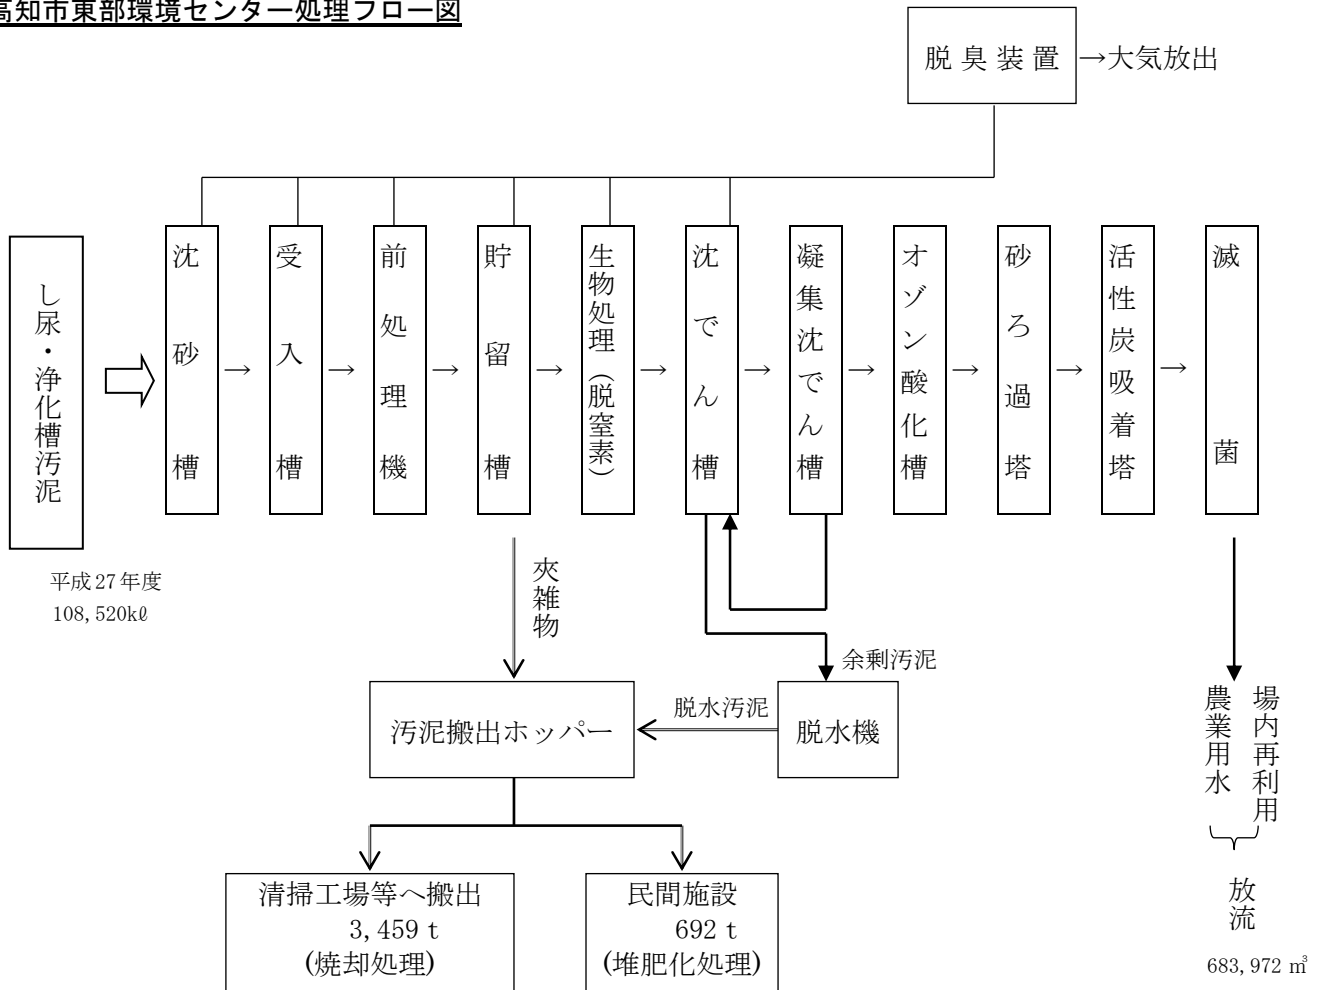 高知市東部環境センター処理フロー図
脱臭装置
→大気放出
し尿・浄化槽汚泥
沈砂槽
→
受入槽
→
前処理機
→
貯留槽
→
生物処理(脱窒素)
→
沈でん槽
→
凝集沈でん槽
→
オゾン酸化槽
→
砂ろ過塔
→
活性炭吸着塔
→
滅菌
平成27年度
108,520kℓ
夾雑物
余剰汚泥
脱水汚泥
汚泥搬出ホッパー
脱水機
場内再利用
農業用水
放流
683,972 ㎥
清掃工場等へ搬出
3,459 t
(焼却処理)
民間施設
692 t
(堆肥化処理)